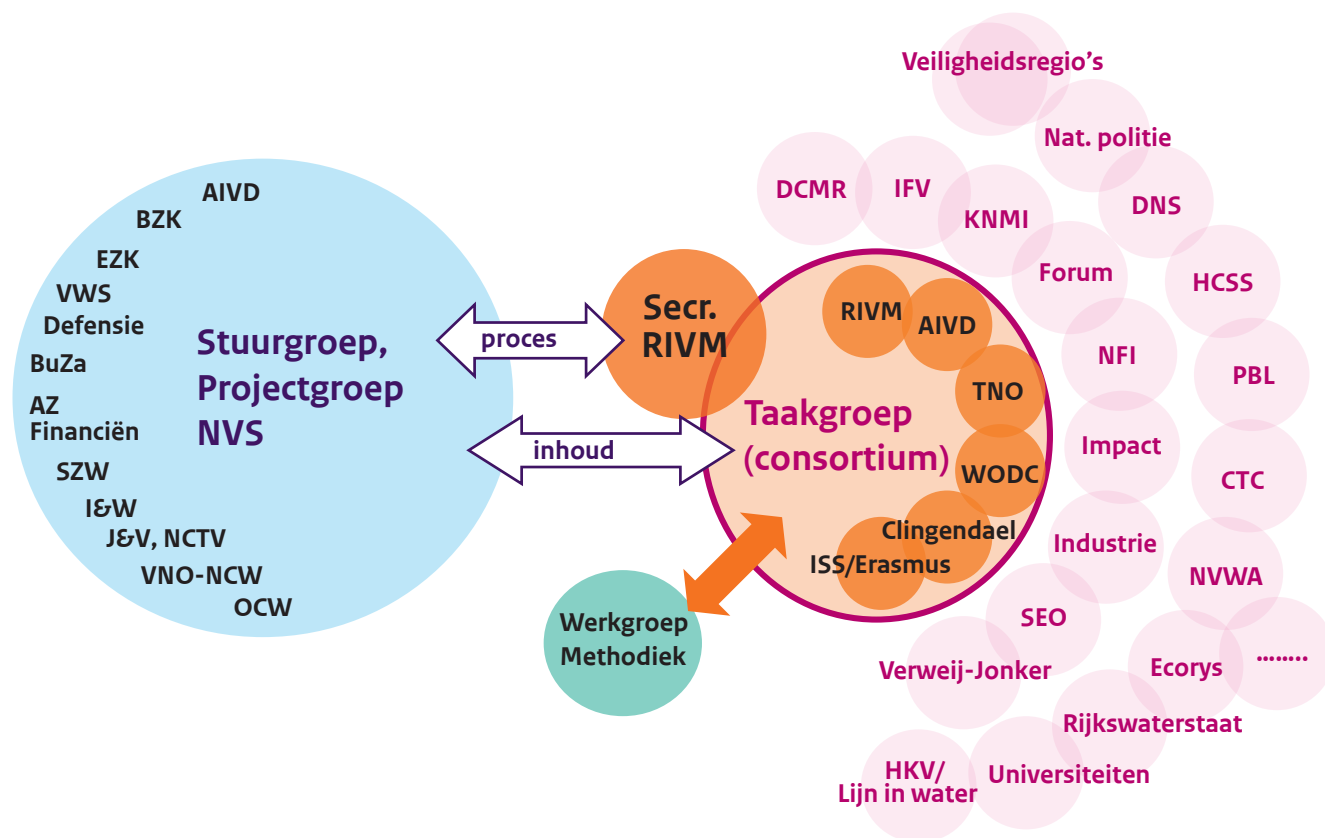 AIVD
BZK
EZK
VWS
Defensie
BuZa
AZ
Financiën
SZW
I&W
J&V, NCTV
VNO-NCW
OCW
Stuurgroep,
Projectgroep
NVS
proces
inhoud
Secr.
RIVM
Taakgroep
(consortium)
RIVM
AIVD
TNO
WODC
Clingendael
ISS/Erasmus
Werkgroep
Methodiek
DCMR
IFV
KNMI
Forum
NFI
Impact
Industrie
SEO
Verweij-Jonker
HKV/
Lijn in water
Veiligheidsregio's
Nat. politie
DNS
HCSS
PBL
CTC
NVWA
........
Ecorys
Rijkswaterstaat
Universiteiten